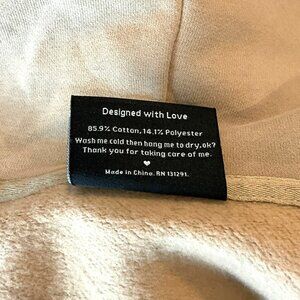 Designed with Love
85.9% Cotton, 14.1% Polyester
Wash me cold then hang me to dry, ok?
Thank you for taking care of me.
♥
Made in China. RN 131291.